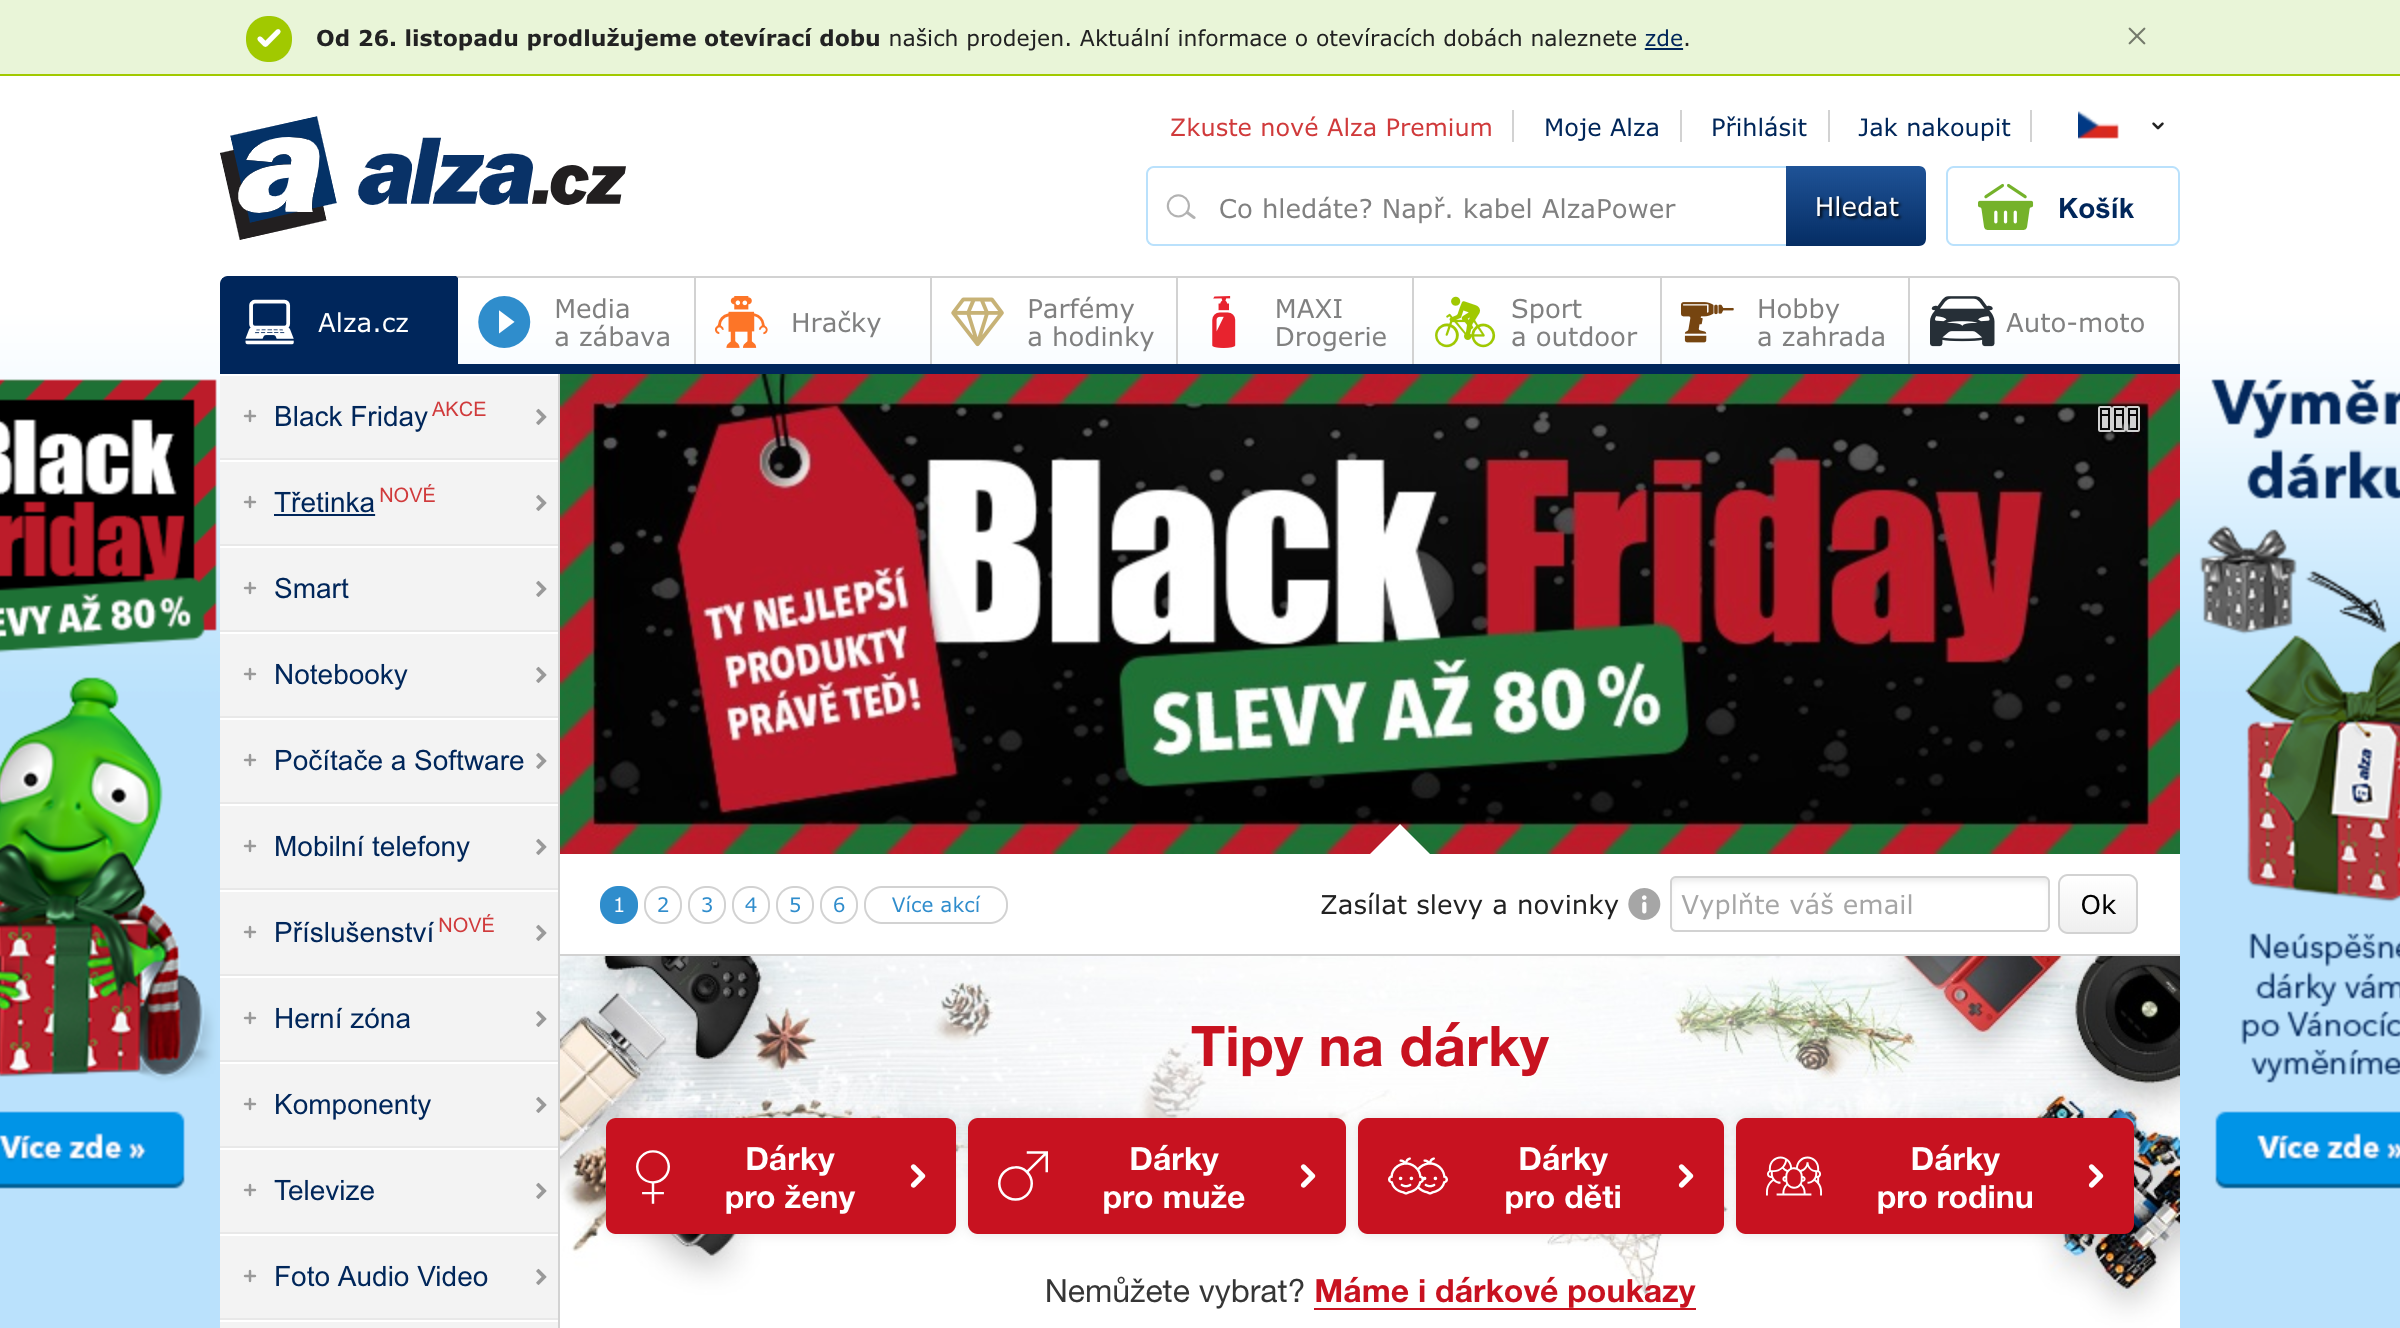 Od 26. listopadu prodlužujeme otevírací dobu našich prodejen. Aktuální informace o otevíracích dobách naleznete zde.
Zkuste nové Alza Premium
Moje Alza
Přihlásit
Jak nakoupit
a alza.cz
Co hledáte? Např. kabel AlzaPower
Hledat
Košík
Alza.cz
Media
a zábava
Hračky
Parfémy
a hodinky
MAXI
Drogerie
Sport
a outdoor
Hobby
a zahrada
Auto-moto
Black Friday AKCE
Třetinka NOVÉ
Smart
Notebooky
Počítače a Software
Mobilní telefony
Příslušenství NOVÉ
Herní zóna
Komponenty
Televize
Foto Audio Video
Black
riday
EVY AŽ 80 %
Více zde »
TY NEJLEPŠÍ
PRODUKTY
PRÁVĚ TEĎ!
Black Friday
SLEVY AŽ 80 %
1 2 3 4 5 6 Více akcí
Zasílat slevy a novinky
Vyplňte váš email
Ok
Tipy na dárky
Dárky
pro ženy
Dárky
pro muže
Dárky
pro děti
Dárky
pro rodinu
Nemůžete vybrat? Máme i dárkové poukazy
Výměn
dárku
a alza
Neúspěšné
dárky vám
po Vánocíc
vyměníme
Více zde »